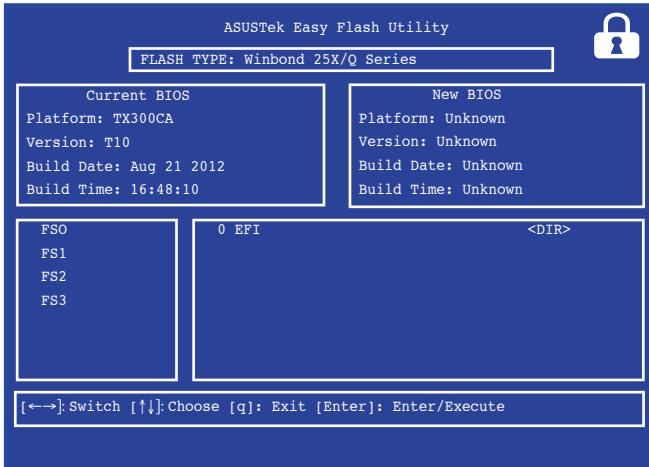 ASUSTek Easy Flash Utility
FLASH TYPE: Winbond 25X/Q Series
Current BIOS
Platform: TX300CA
Version: T10
Build Date: Aug 21 2012
Build Time: 16:48:10
New BIOS
Platform: Unknown
Version: Unknown
Build Date: Unknown
Build Time: Unknown
FSO
FS1
FS2
FS3
0 EFI <DIR>
[←→]: Switch [↑↓]: Choose [q]: Exit [Enter]: Enter/Execute